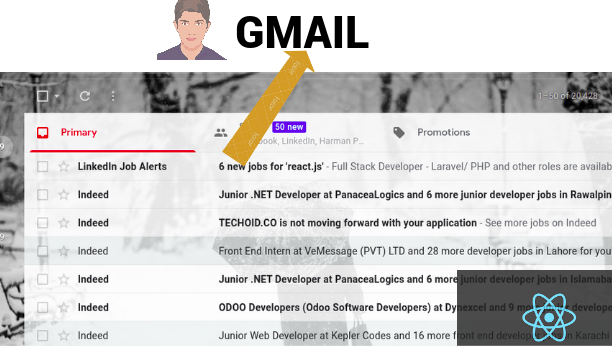 GMAIL
1–50 of 20,428
Primary
50 new
book, LinkedIn, Harman P...
Promotions
LinkedIn Job Alerts 6 new jobs for 'react.js' - Full Stack Developer - Laravel/ PHP and other roles are availab
Indeed Junior .NET Developer at PanaceaLogics and 6 more junior developer jobs in Rawalpin
Indeed TECHOID.CO is not moving forward with your application - See more jobs on Indeed
Indeed Front End Intern at VeMessage (PVT) LTD and 28 more developer jobs in Lahore for you
Indeed Junior .NET Developer at PanaceaLogics and 6 more junior developer jobs in Islamaba
Indeed ODOO Developers (Odoo Software Developers) at Dynexcel and 9 more develope
Indeed Junior Web Developer at Kepler Codes and 16 more front end develop in Karachi